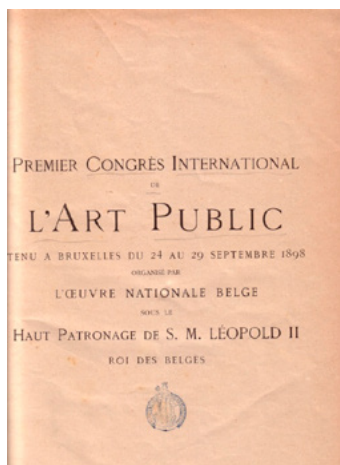 PREMIER CONGRÈS INTERNATIONAL
DE
L'ART PUBLIC
TENU A BRUXELLES DU 24 AU 29 SEPTEMBRE 1898
ORGANISÉ PAR
L'ŒUVRE NATIONALE BELGE
SOUS LE
HAUT PATRONAGE DE S. M. LÉOPOLD II
ROI DES BELGES